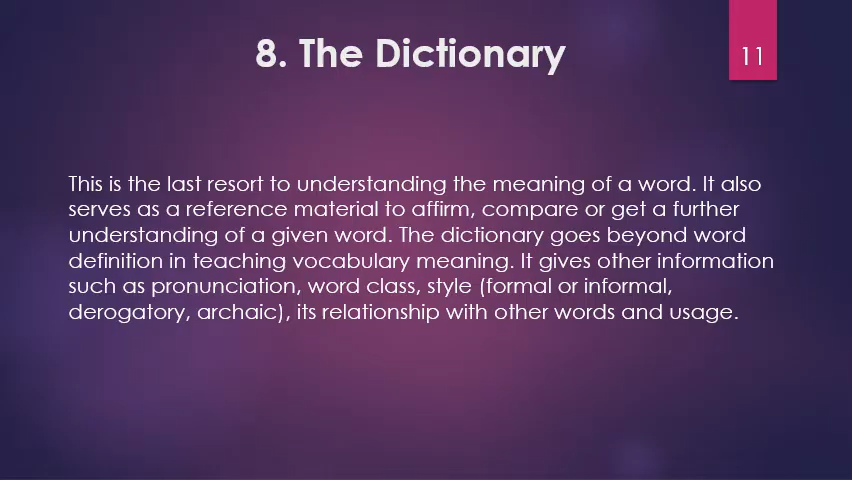 8. The Dictionary
11
This is the last resort to understanding the meaning of a word. It also
serves as a reference material to affirm, compare or get a further
understanding of a given word. The dictionary goes beyond word
definition in teaching vocabulary meaning. It gives other information
such as pronunciation, word class, style (formal or informal,
derogatory, archaic), its relationship with other words and usage.